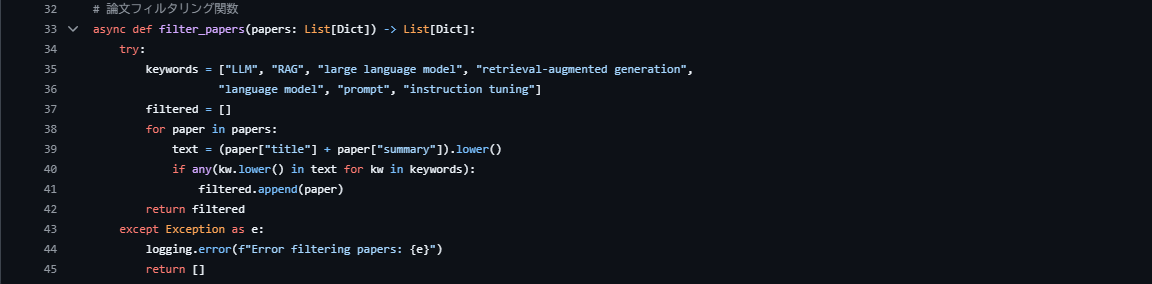 32 # 論文フィルタリング関数
33 async def filter_papers(papers: List[Dict]) -> List[Dict]:
34     try:
35         keywords = ["LLM", "RAG", "large language model", "retrieval-augmented generation",
36                    "language model", "prompt", "instruction tuning"]
37         filtered = []
38         for paper in papers:
39             text = (paper["title"] + paper["summary"]).lower()
40             if any(kw.lower() in text for kw in keywords):
41                 filtered.append(paper)
42         return filtered
43     except Exception as e:
44         logging.error(f"Error filtering papers: {e}")
45         return []